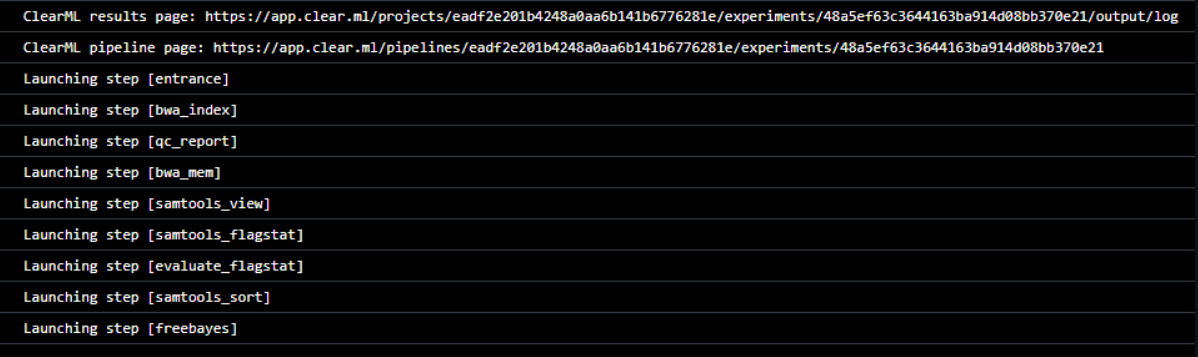 ClearML results page: https://app.clear.ml/projects/eadf2e201b4248a0aa6b141b6776281e/experiments/48a5ef63c3644163ba914d08bb370e21/output/log
ClearML pipeline page: https://app.clear.ml/pipelines/eadf2e201b4248a0aa6b141b6776281e/experiments/48a5ef63c3644163ba914d08bb370e21
Launching step [entrance]
Launching step [bwa_index]
Launching step [qc_report]
Launching step [bwa_mem]
Launching step [samtools_view]
Launching step [samtools_flagstat]
Launching step [evaluate_flagstat]
Launching step [samtools_sort]
Launching step [freebayes]